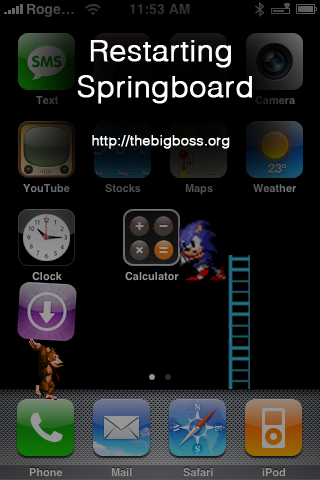 Roge... 11:53 AM
Restarting
Springboard
SMS
Text Camera
http://thebigboss.org
23°
YouTube Stocks Maps Weather
Clock Calculator
Phone Mail Safari iPod